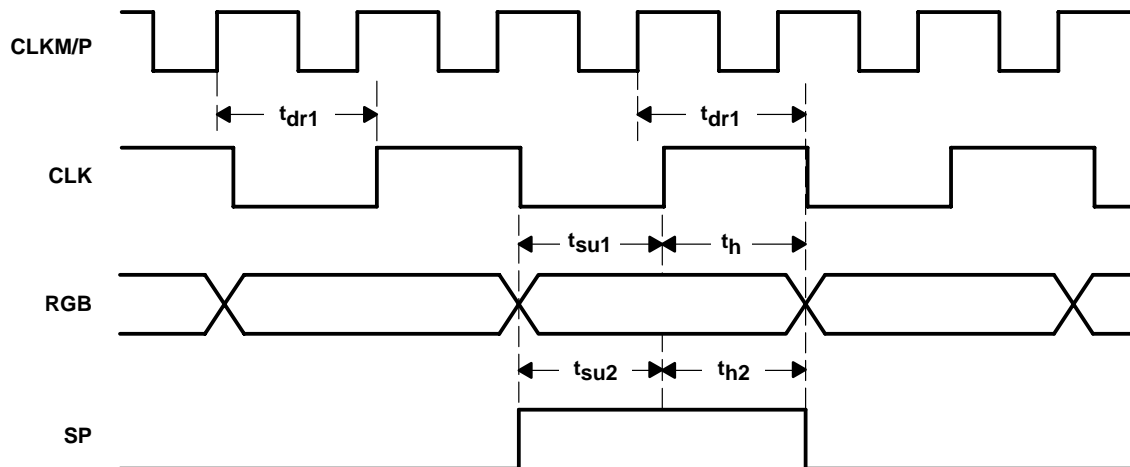 CLKM/P
tdr1 tdr1
CLK
tsu1 th
RGB
tsu2 th2
SP